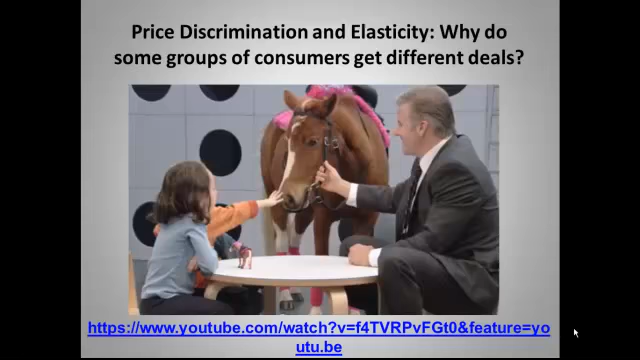 Price Discrimination and Elasticity: Why do
some groups of consumers get different deals?
https://www.youtube.com/watch?v=f4TVRPvFGt0&feature=yo
utu.be